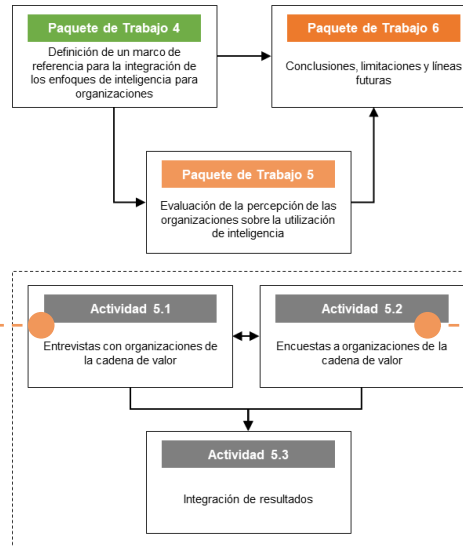 Paquete de Trabajo 4
Definición de un marco de
referencia para la integración de
los enfoques de inteligencia para
organizaciones
Paquete de Trabajo 6
Conclusiones, limitaciones y líneas
futuras
Paquete de Trabajo 5
Evaluación de la percepción de las
organizaciones sobre la utilización
de inteligencia
Actividad 5.1
Entrevistas con organizaciones de
la cadena de valor
Actividad 5.2
Encuestas a organizaciones de la
cadena de valor
Actividad 5.3
Integración de resultados